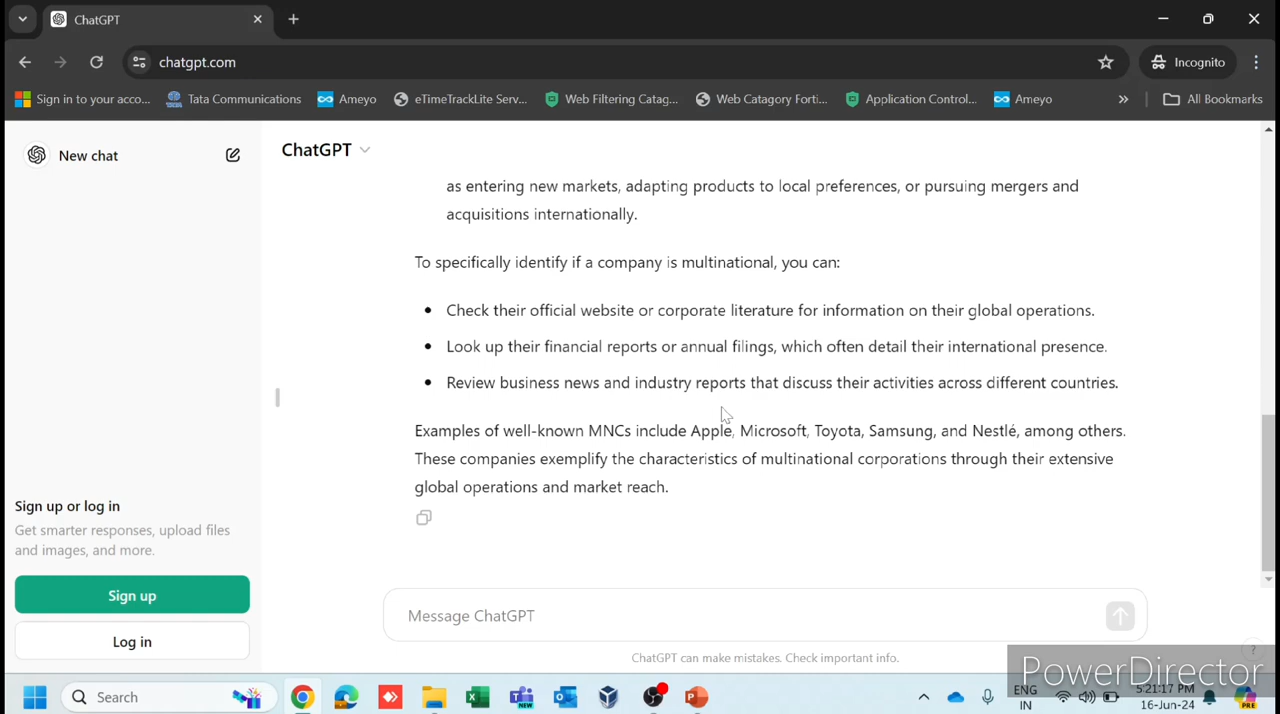 ChatGPT
chatgpt.com
Incognito
Sign in to your acco...
Tata Communications
Ameyo
eTimeTrackLite Serv...
Web Filtering Catag...
Web Catagory Forti...
Application Control...
Ameyo
All Bookmarks
New chat
ChatGPT
as entering new markets, adapting products to local preferences, or pursuing mergers and
acquisitions internationally.
To specifically identify if a company is multinational, you can:
• Check their official website or corporate literature for information on their global operations.
• Look up their financial reports or annual filings, which often detail their international presence.
• Review business news and industry reports that discuss their activities across different countries.
Examples of well-known MNCs include Apple, Microsoft, Toyota, Samsung, and Nestlé, among others.
These companies exemplify the characteristics of multinational corporations through their extensive
global operations and market reach.
Sign up or log in
Get smarter responses, upload files
and images, and more.
Sign up
Log in
Message ChatGPT
ChatGPT can make mistakes. Check important info.
?
PowerDirector
Search
NEW
ENG
IN
5:21:17 PM
16-Jun-24
PRE